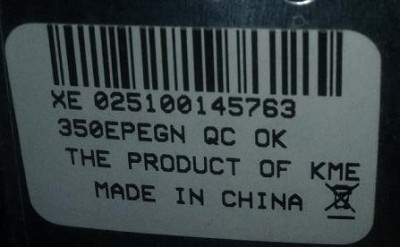 XE 025100145763
350EPEGN QC OK
THE PRODUCT OF KME
MADE IN CHINA